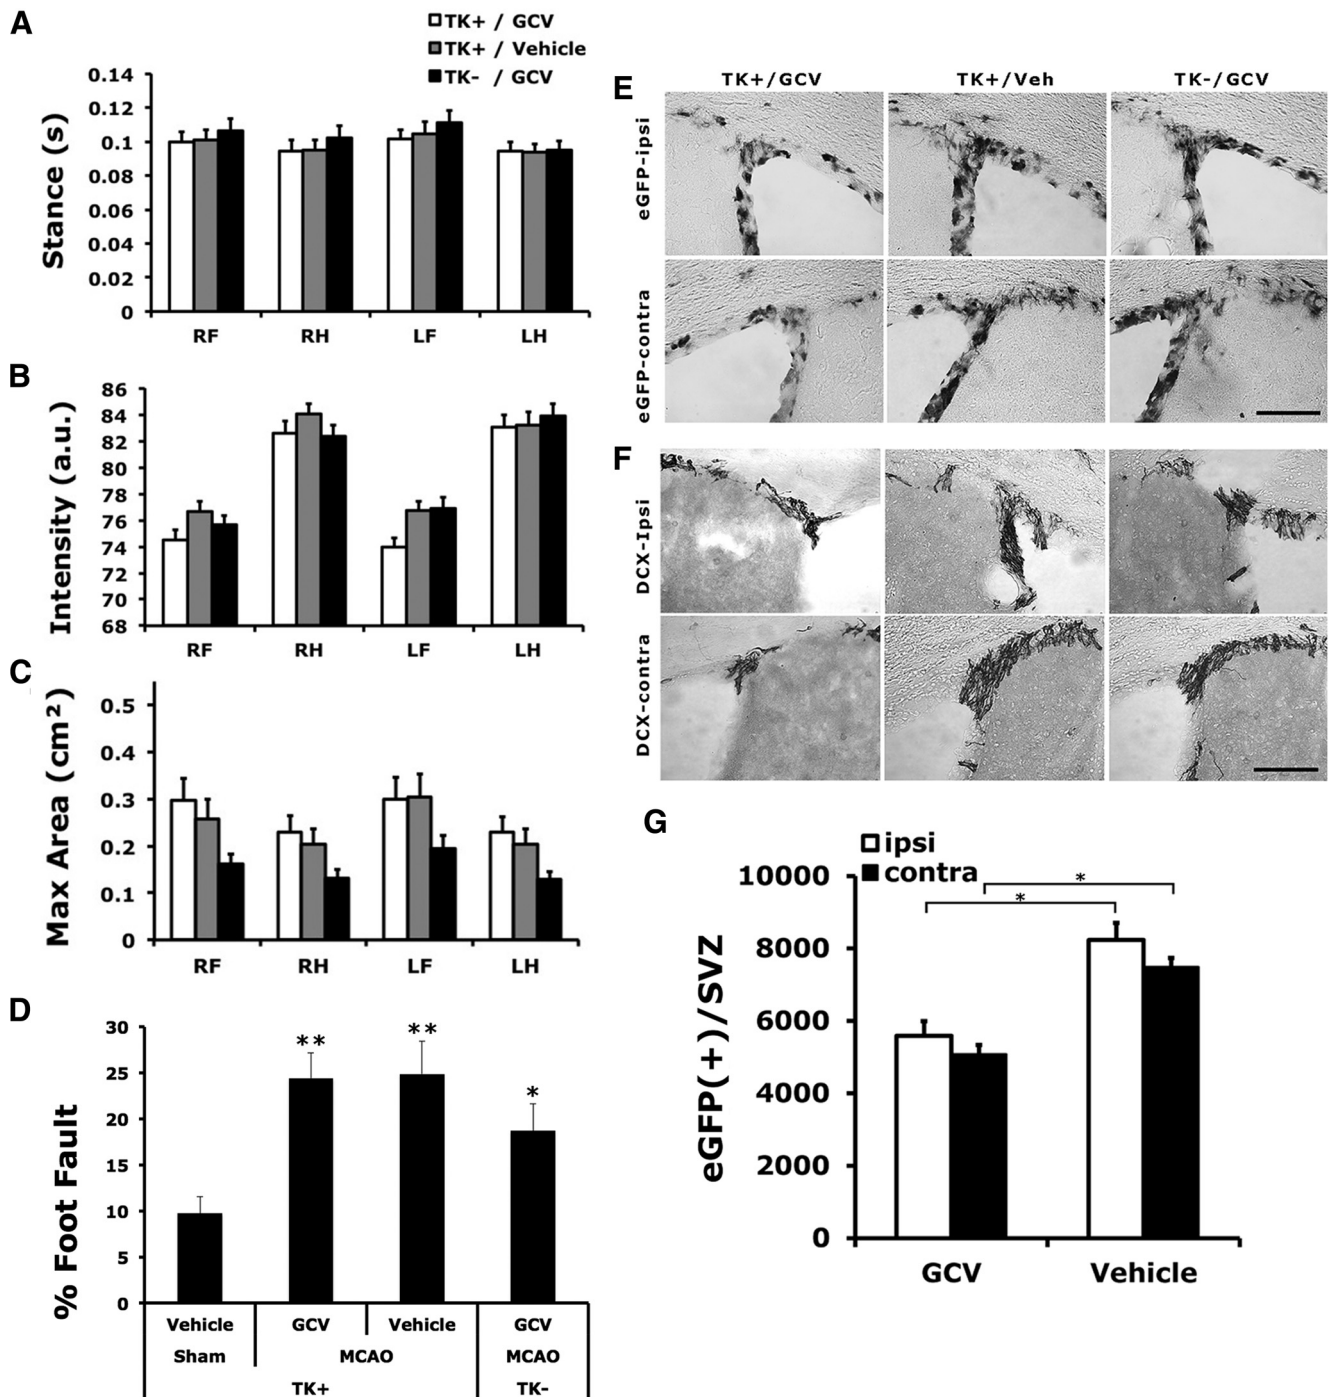 A
TK+ / GCV
TK+ / Vehicle
TK- / GCV
Stance (s)
0.14
0.12
0.1
0.08
0.06
0.04
0.02
0
RF RH LF LH
B
Intensity (a.u.)
86
84
82
80
78
76
74
72
70
68
RF RH LF LH
C
Max Area (cm²)
0.5
0.4
0.3
0.2
0.1
0
RF RH LF LH
D
% Foot Fault
30
25
20
15
10
5
0
** ** *
Vehicle GCV Vehicle GCV
Sham MCAO MCAO
TK+ TK-
E
TK+/GCV TK+/Veh TK-/GCV
eGFP-ipsi
eGFP-contra
F
DCX-Ipsi
DCX-contra
G
ipsi
contra
eGFP(+)/SVZ
10000
8000
6000
4000
2000
0
* *
GCV Vehicle